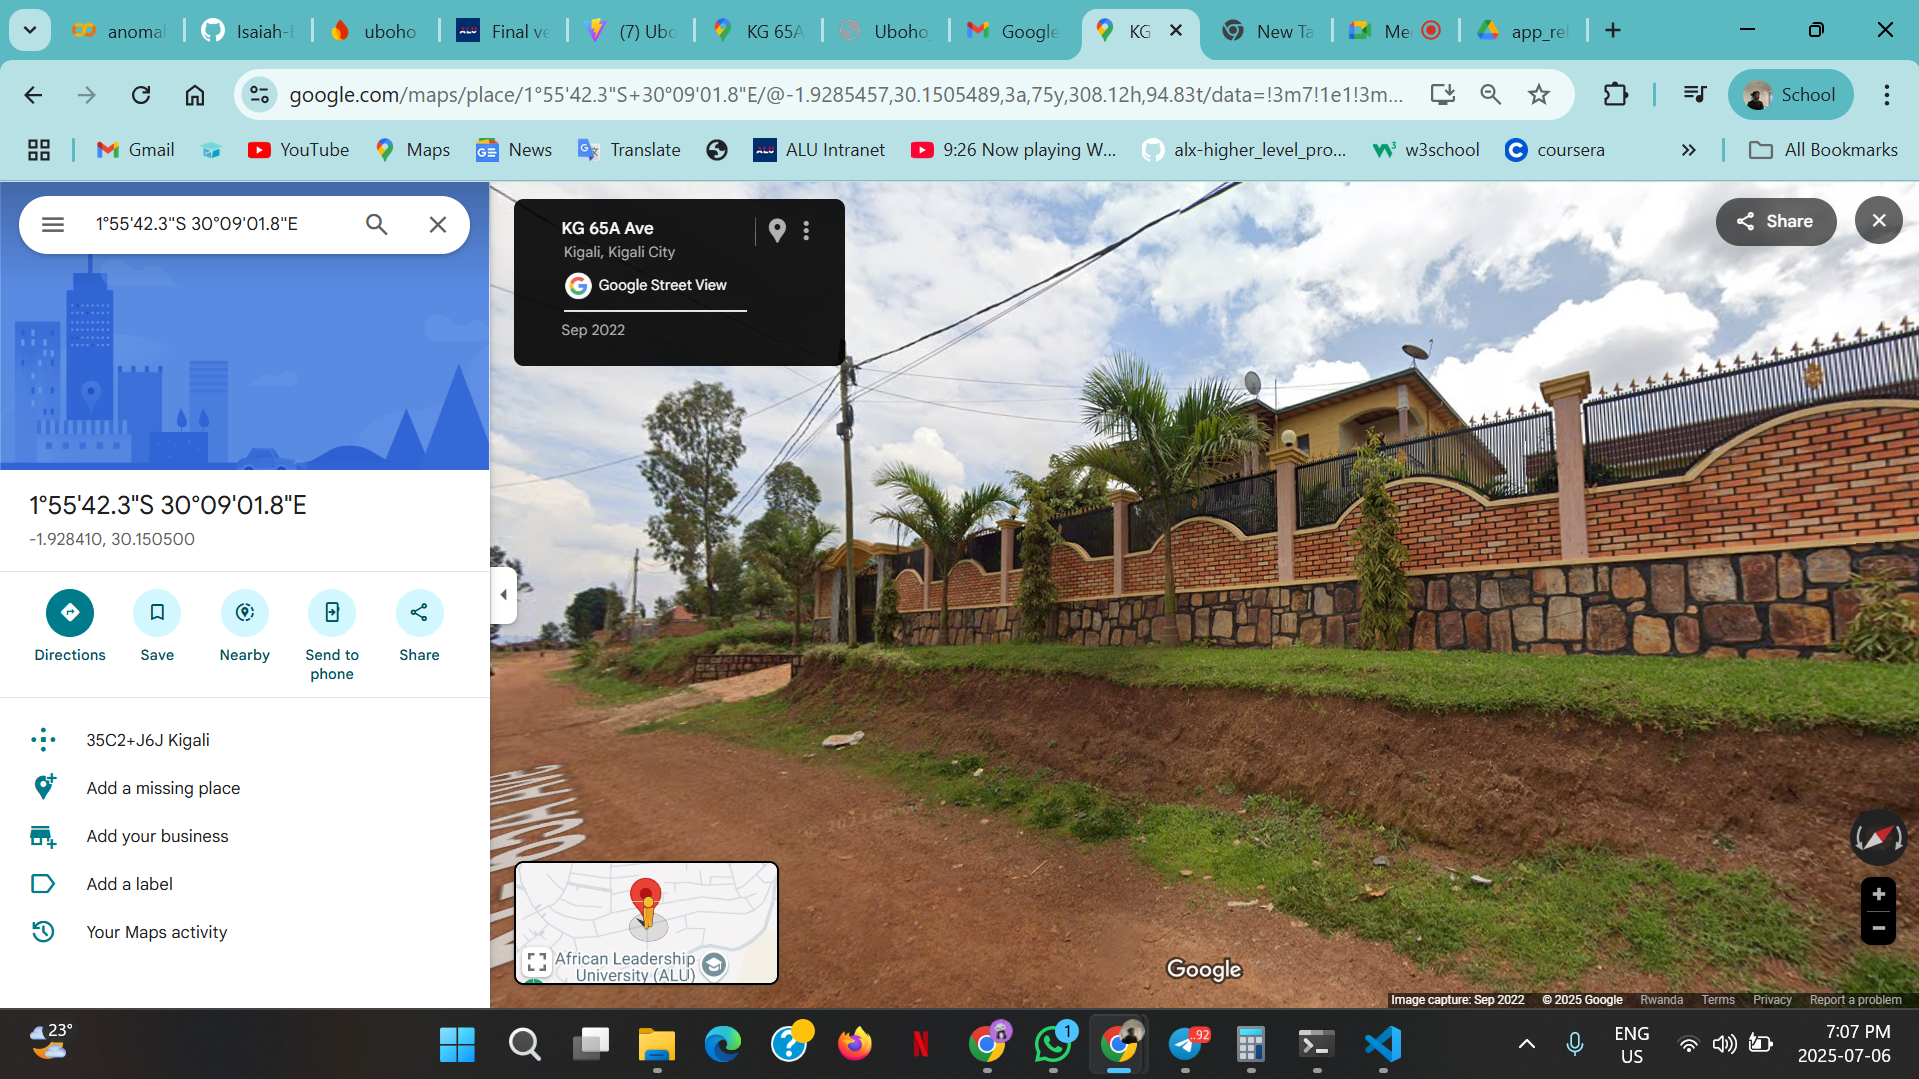 anomal
Isaiah-
uboho
Final ve
(7) Ubo
KG 65A
Uboho_
Google
KG
New Ta
Me
app_rel
google.com/maps/place/1°55'42.3"S+30°09'01.8"E/@-1.9285457,30.1505489,3a,75y,308.12h,94.83t/data=!3m7!1e1!3m...
School
Gmail
YouTube
Maps
News
Translate
ALU Intranet
9:26 Now playing W...
alx-higher_level_pro...
w3school
coursera
All Bookmarks
1°55'42.3"S 30°09'01.8"E
KG 65A Ave
Kigali, Kigali City
Google Street View
Sep 2022
Share
1°55'42.3"S 30°09'01.8"E
-1.928410, 30.150500
Directions
Save
Nearby
Send to
phone
Share
35C2+J6J Kigali
Add a missing place
Add your business
Add a label
Your Maps activity
African Leadership
University (ALU)
Google
Image capture: Sep 2022
© 2025 Google
Rwanda
Terms
Privacy
Report a problem
23°
1
..92
ENG
US
7:07 PM
2025-07-06